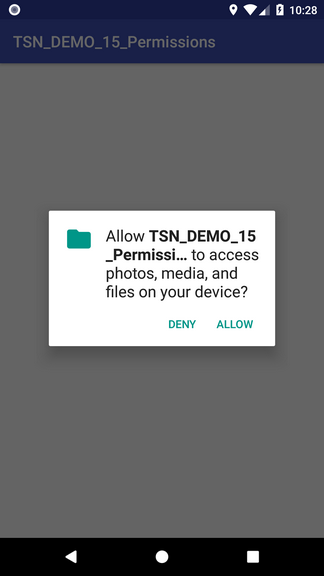 10:28
TSN_DEMO_15_Permissions
Allow TSN_DEMO_15
_Permissi... to access
photos, media, and
files on your device?
DENY ALLOW